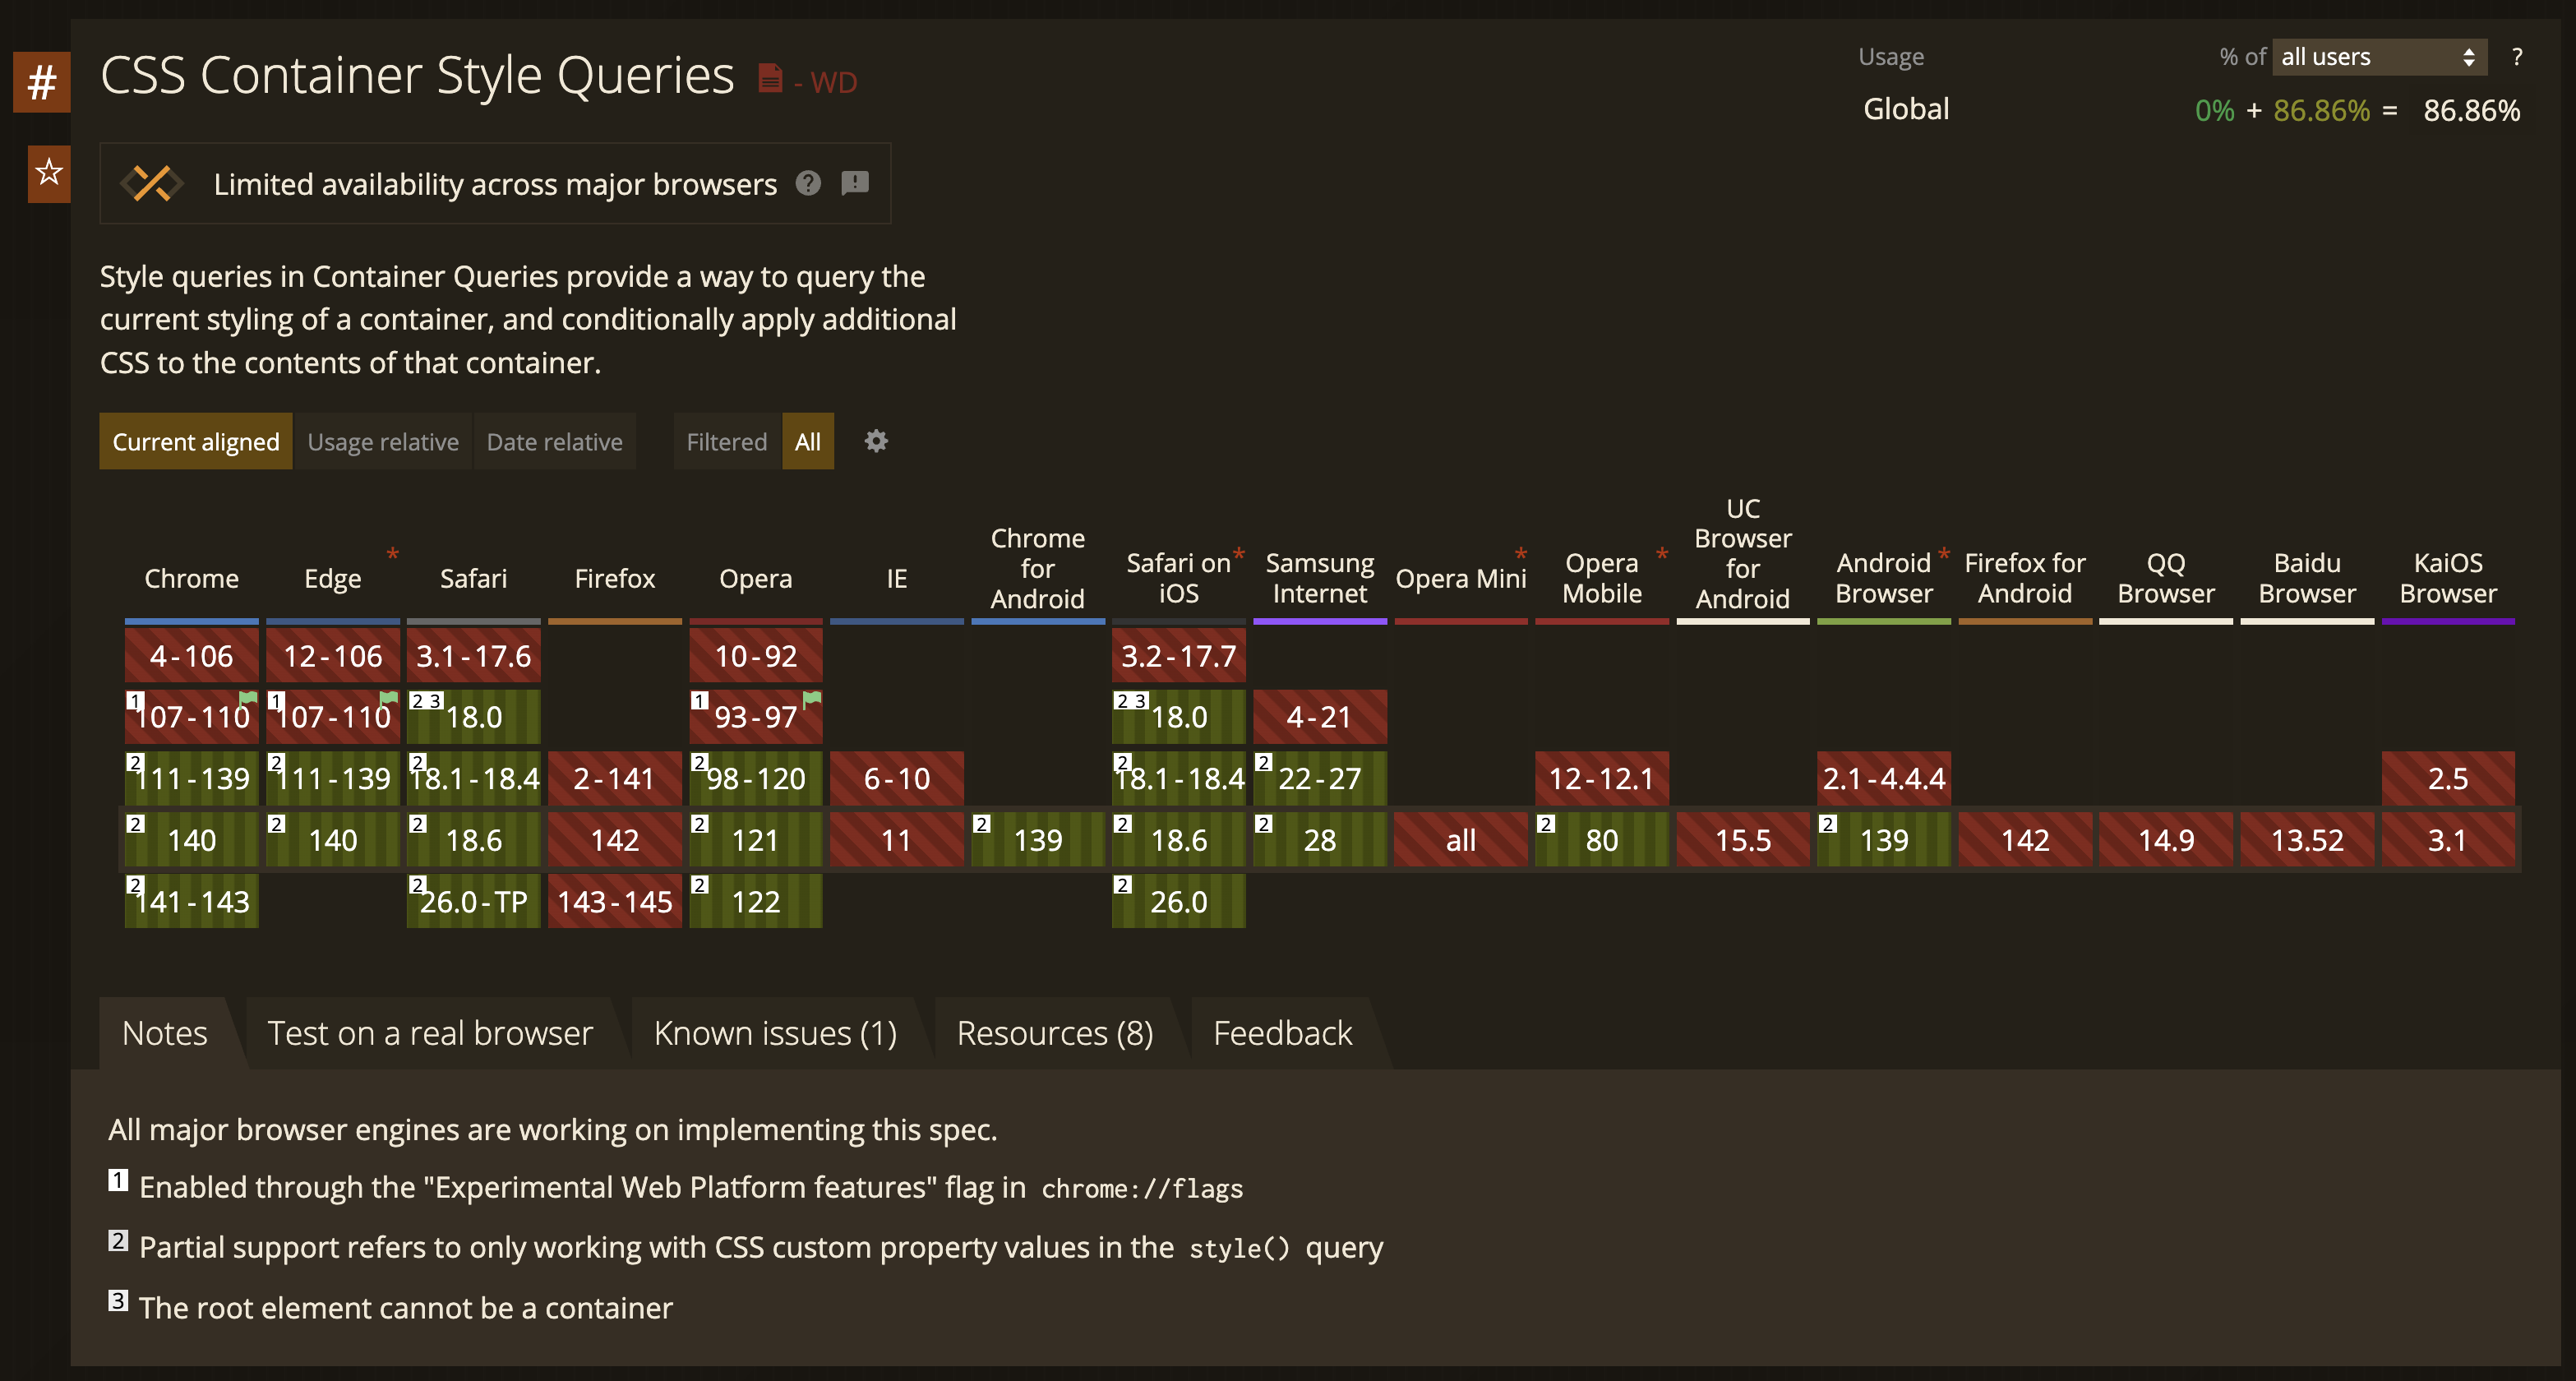 #
CSS Container Style Queries - WD
Usage % of all users ?
Global 0% + 86.86% = 86.86%
Limited availability across major browsers
Style queries in Container Queries provide a way to query the
current styling of a container, and conditionally apply additional
CSS to the contents of that container.
Current aligned Usage relative Date relative Filtered All
Chrome
Edge *
Safari
Firefox
Opera
IE
Chrome
for
Android
Safari on *
iOS
Samsung
Internet
Opera Mini *
Opera *
Mobile
UC
Browser
for
Android
Android *
Browser
Firefox for
Android
QQ
Browser
Baidu
Browser
KaiOS
Browser
4-106 12-106 3.1-17.6 10-92 3.2-17.7
1 107-110 1 107-110 2 3 18.0 1 93-97 2 3 18.0 4-21
2 111-139 2 111-139 2 18.1-18.4 2-141 2 98-120 6-10 2 18.1-18.4 2 22-27 12-12.1 2.1-4.4.4 2.5
2 140 2 140 2 18.6 142 2 121 11 2 139 2 18.6 2 28 all 2 80 15.5 2 139 142 14.9 13.52 3.1
2 141-143 2 26.0-TP 143-145 2 122 2 26.0
Notes Test on a real browser Known issues (1) Resources (8) Feedback
All major browser engines are working on implementing this spec.
1 Enabled through the "Experimental Web Platform features" flag in chrome://flags
2 Partial support refers to only working with CSS custom property values in the style() query
3 The root element cannot be a container